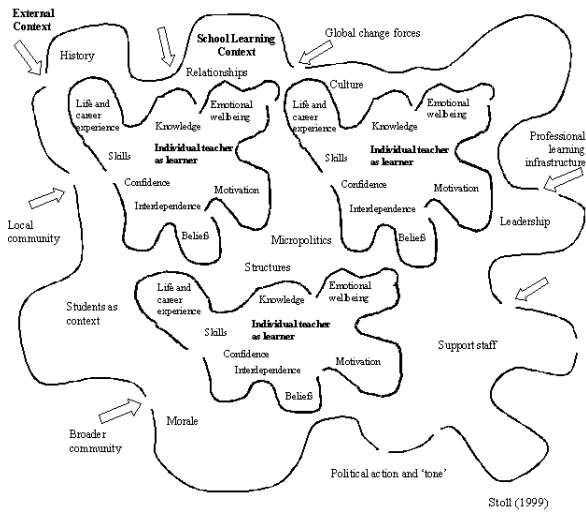 External
Context
History
School Learning
Context
Global change forces
Relationships
Culture
Life and
career
experience
Knowledge
Emotional
wellbeing
Skills
Individual teacher
as learner
Confidence
Interdependence
Motivation
Beliefs
Life and
career
experience
Knowledge
Emotional
wellbeing
Skills
Individual teacher
as learner
Confidence
Interdependence
Motivation
Beliefs
Professional
learning
infrastructure
Leadership
Local
community
Micropolitics
Structures
Students as
context
Life and
career
experience
Knowledge
Emotional
wellbeing
Skills
Individual teacher
as learner
Confidence
Interdependence
Motivation
Beliefs
Support staff
Morale
Broader
community
Political action and ‘tone’
Stoll (1999)